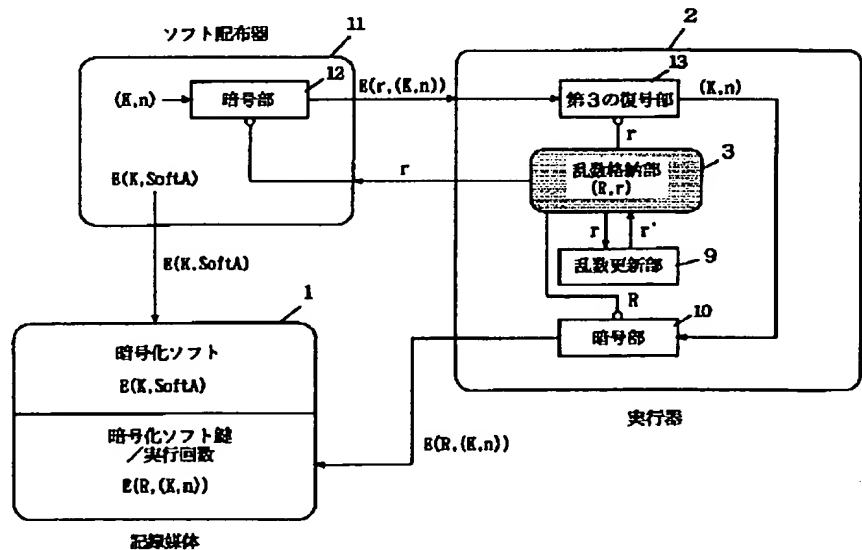 ソフト配布器
11
12
(K,n)
暗号部
E(r,(K,n))
E(K,SoftA)
r
E(K,SoftA)
2
13
第3の復号部
(K,n)
r
3
乱数格納部
(R,r)
r
r'
乱数更新部
9
R
10
暗号部
実行器
1
暗号化ソフト
E(K,SoftA)
暗号化ソフト鍵
/実行回数
E(R,(K,n))
E(R,(K,n))
記録媒体